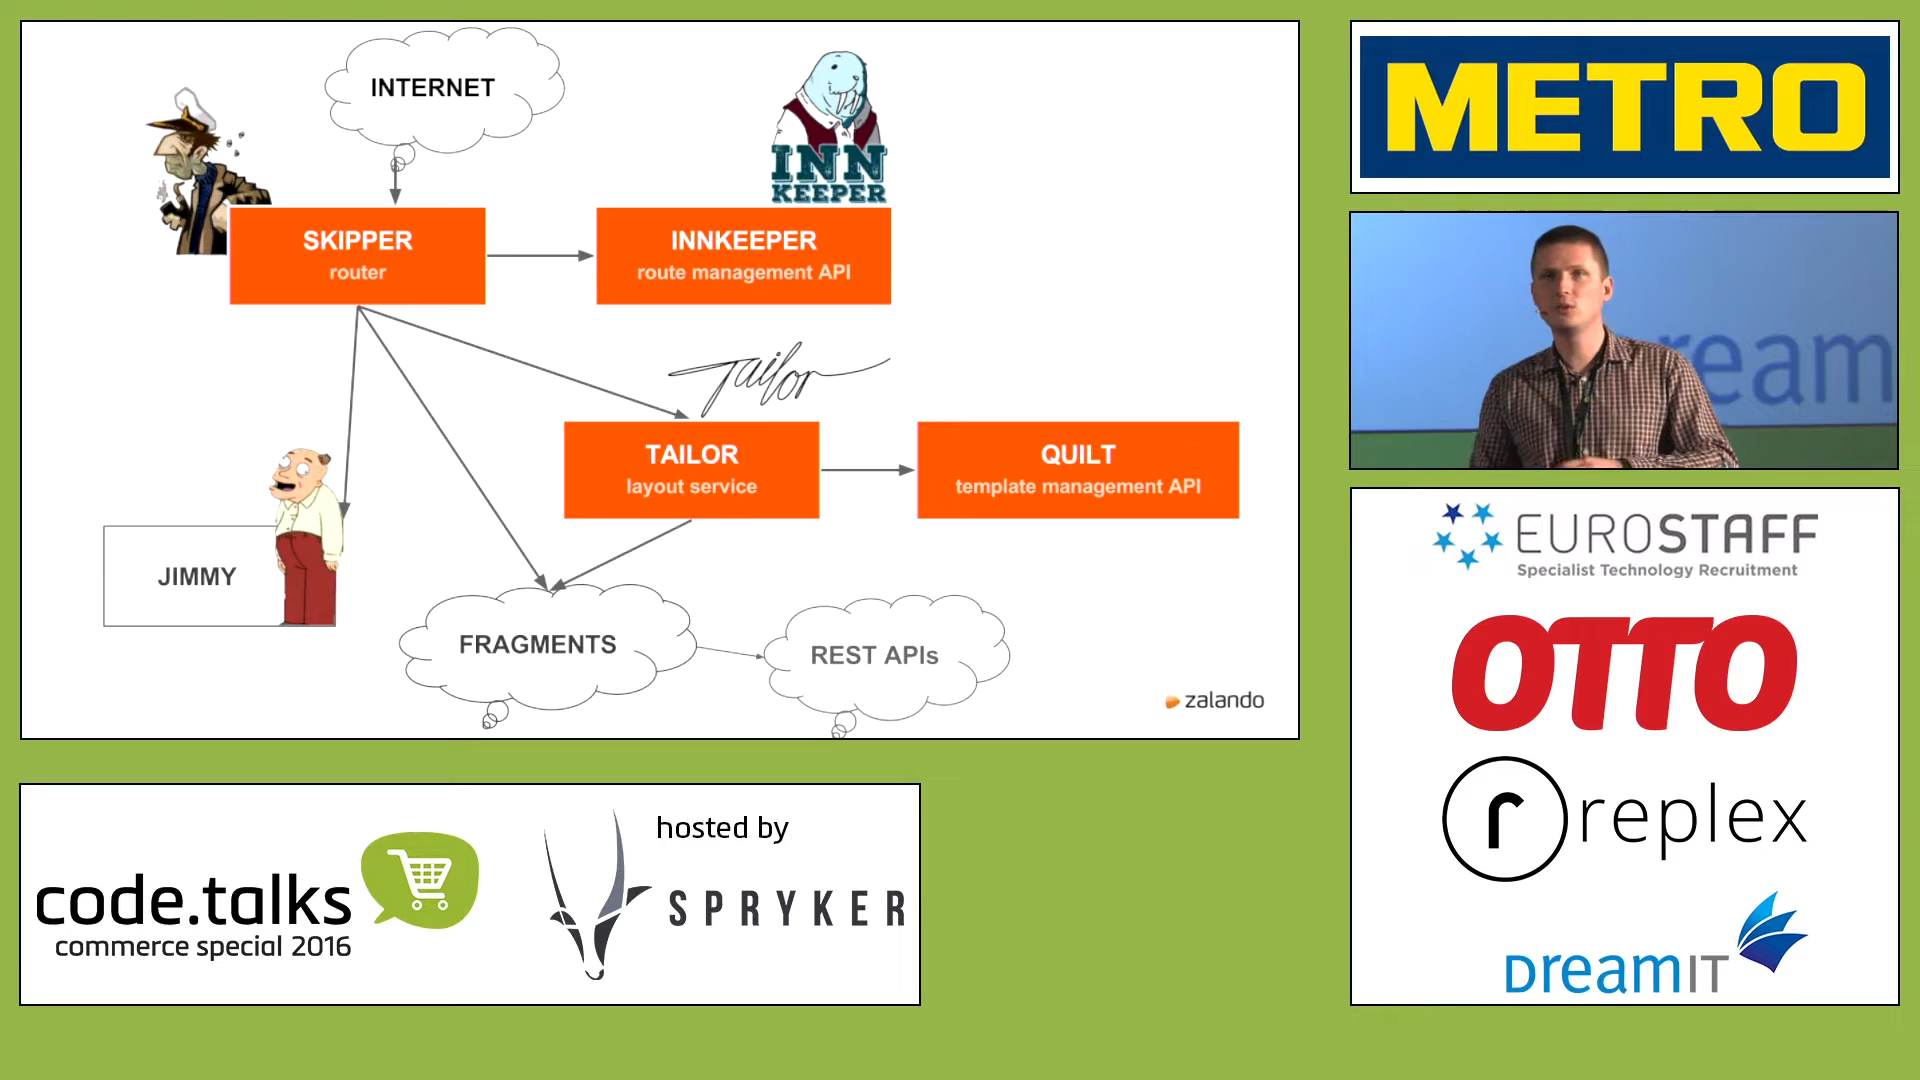 INTERNET
INN
KEEPER
SKIPPER
router
INNKEEPER
route management API
Tailor
TAILOR
layout service
QUILT
template management API
JIMMY
FRAGMENTS
REST APIs
zalando
METRO
ream
EUROSTAFF
Specialist Technology Recruitment
OTTO
r replex
DreamIT
code.talks
commerce special 2016
hosted by
SPRYKER